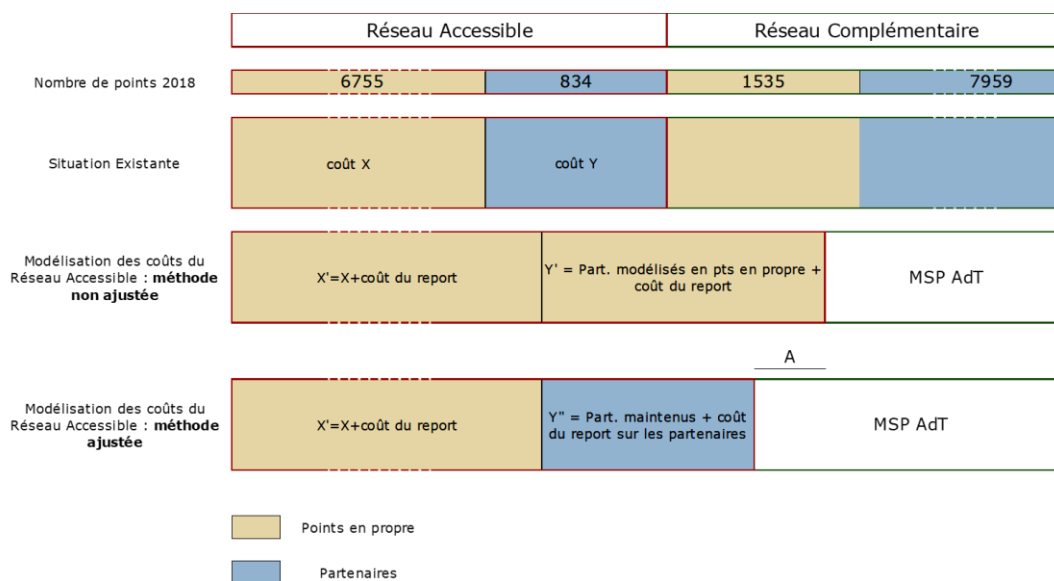 Réseau Accessible
Réseau Complémentaire
Nombre de points 2018
6755
834
1535
7959
Situation Existante
coût X
coût Y
Modélisation des coûts du
Réseau Accessible : méthode
non ajustée
X'=X+coût du report
Y' = Part. modélisés en pts en propre +
coût du report
MSP AdT
A
Modélisation des coûts du
Réseau Accessible : méthode
ajustée
X'=X+coût du report
Y" = Part. maintenus + coût
du report sur les partenaires
MSP AdT
Points en propre
Partenaires